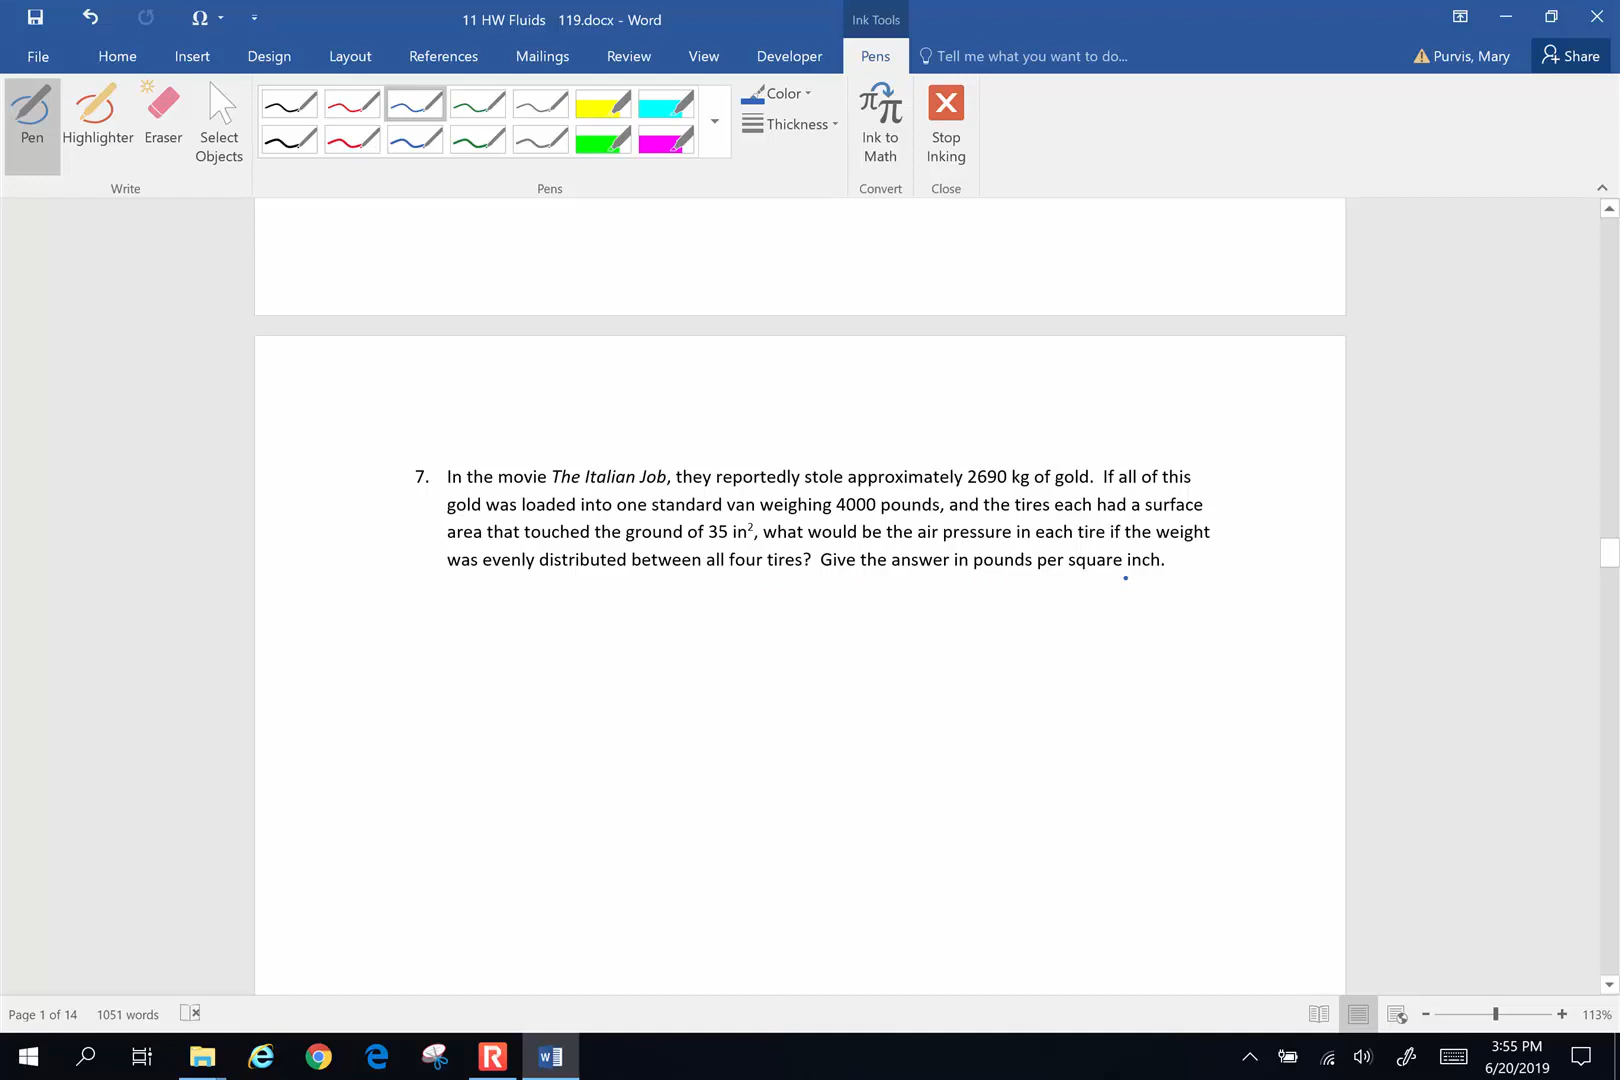 11 HW Fluids 119.docx - Word
Ink Tools
File Home Insert Design Layout References Mailings Review View Developer Pens Tell me what you want to do... Purvis, Mary Share
Pen Highlighter Eraser Select Objects
Color
Thickness
Ink to Math
Stop Inking
Write Pens Convert Close
7. In the movie The Italian Job, they reportedly stole approximately 2690 kg of gold. If all of this
gold was loaded into one standard van weighing 4000 pounds, and the tires each had a surface
area that touched the ground of 35 in², what would be the air pressure in each tire if the weight
was evenly distributed between all four tires? Give the answer in pounds per square inch.
Page 1 of 14 1051 words 113%
3:55 PM
6/20/2019